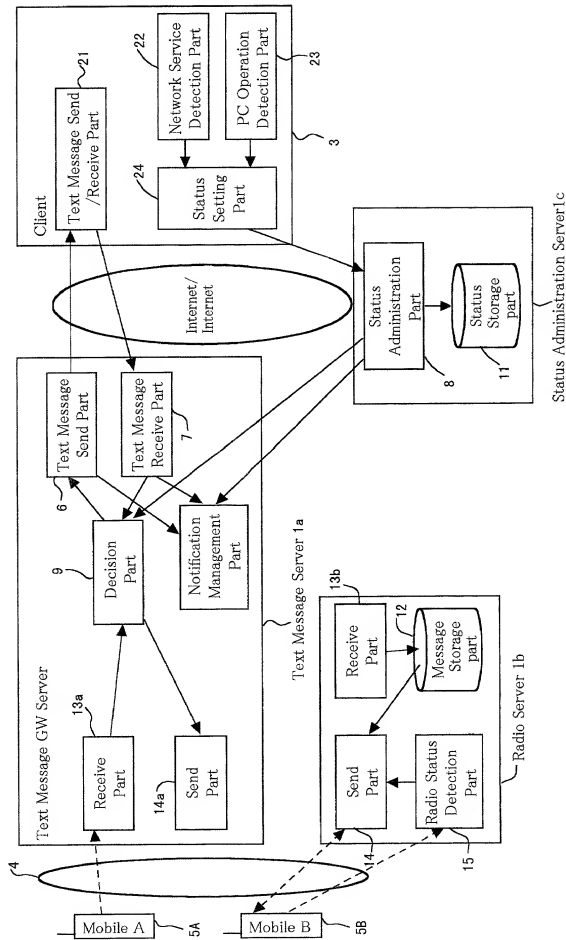 Client
Text Message Send
/Receive Part
21
22
Network Service
Detection Part
PC Operation
Detection Part
23
24
Status
Setting
Part
3
Internet/
Internet
Status
Administration
Part
8
Status
Storage
part
11
Status Administration Server1c
Text Message GW Server
Text Message
Send Part
6
Text Message
Receive Part
7
9
Decision
Part
Notification
Management
Part
13a
Receive
Part
14a
Send
Part
Text Message Server 1a
13b
Receive
Part
12
Message
Storage
part
Send
Part
14
Radio Status
Detection
Part
15
Radio Server 1b
4
Mobile A
5A
Mobile B
5B